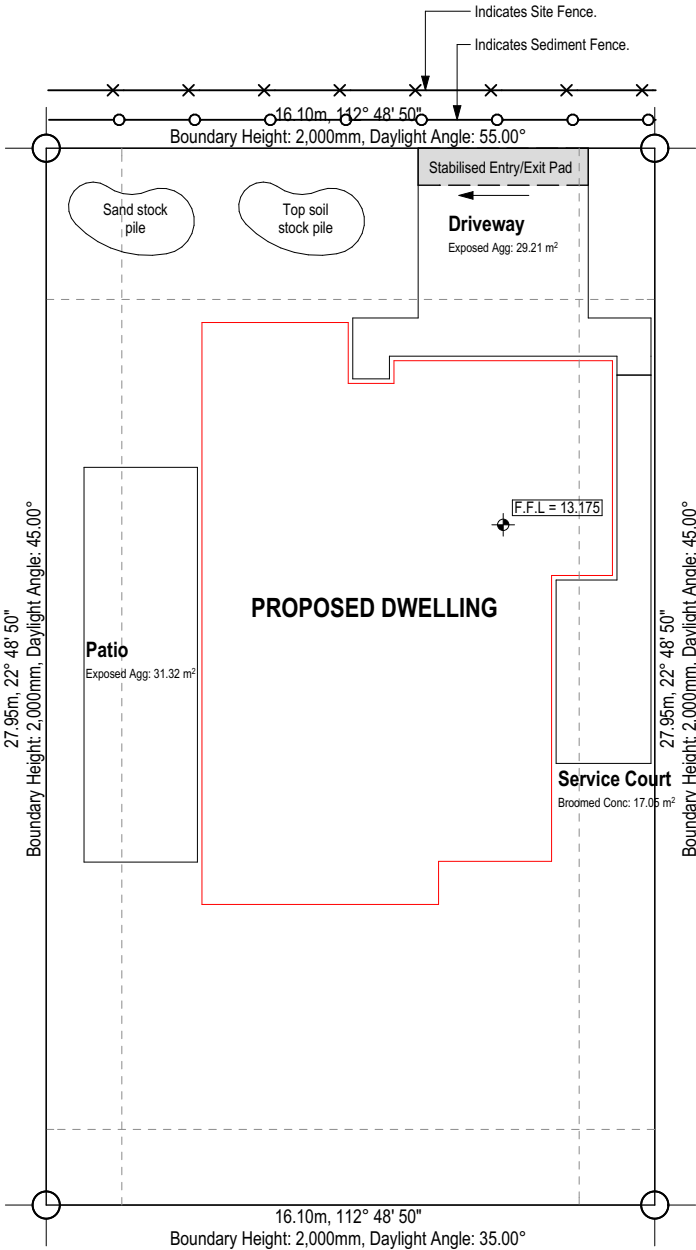 Indicates Site Fence.
Indicates Sediment Fence.
16.10m, 112° 48' 50"
Boundary Height: 2,000mm, Daylight Angle: 55.00°
Stabilised Entry/Exit Pad
Sand stock
pile
Top soil
stock pile
Driveway
Exposed Agg: 29.21 m²
F.F.L = 13.175
PROPOSED DWELLING
Patio
Exposed Agg: 31.32 m²
27.95m, 22° 48' 50"
Boundary Height: 2,000mm, Daylight Angle: 45.00°
27.95m, 22° 48' 50"
Boundary Height: 2,000mm, Daylight Angle: 45.00°
Service Court
Broomed Conc: 17.05 m²
16.10m, 112° 48' 50"
Boundary Height: 2,000mm, Daylight Angle: 35.00°